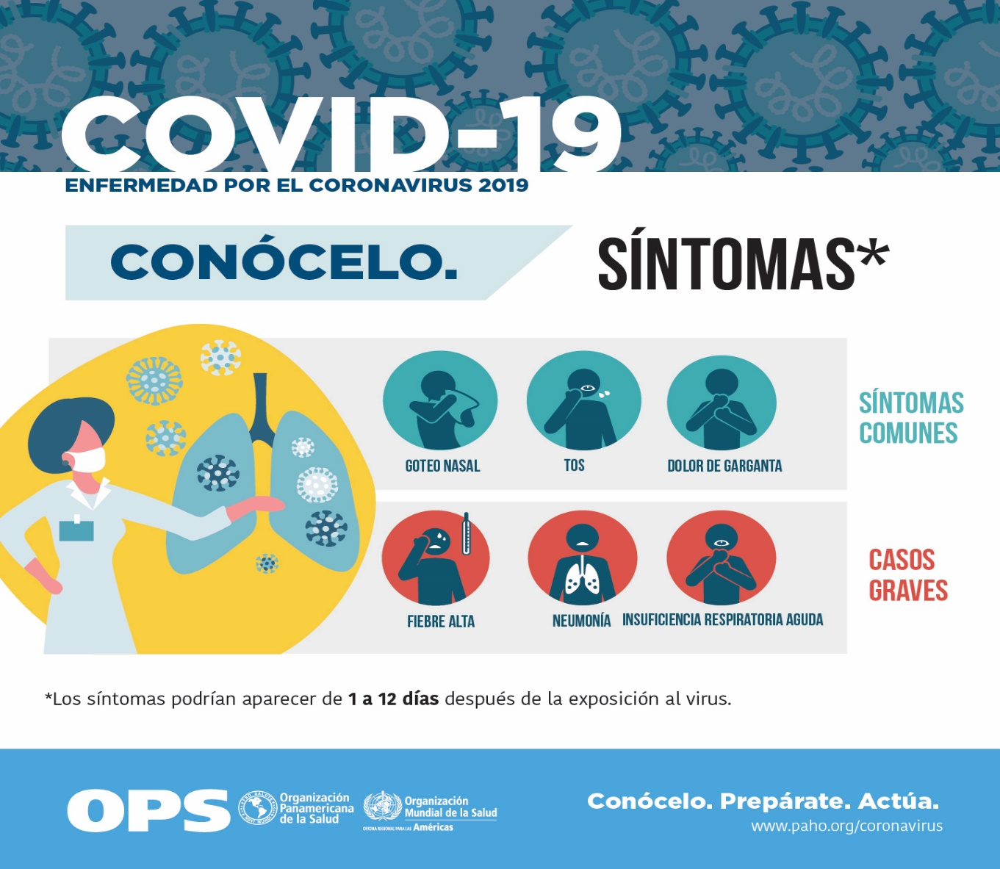 COVID-19
ENFERMEDAD POR EL CORONAVIRUS 2019
CONÓCELO.
SÍNTOMAS*
GOTEO NASAL
TOS
DOLOR DE GARGANTA
SÍNTOMAS
COMUNES
FIEBRE ALTA
NEUMONÍA
INSUFICIENCIA RESPIRATORIA AGUDA
CASOS
GRAVES
*Los síntomas podrían aparecer de 1 a 12 días después de la exposición al virus.
OPS
Organización
Panamericana
de la Salud
Organización
Mundial de la Salud
OFICINA REGIONAL PARA LAS Américas
Conócelo. Prepárate. Actúa.
www.paho.org/coronavirus